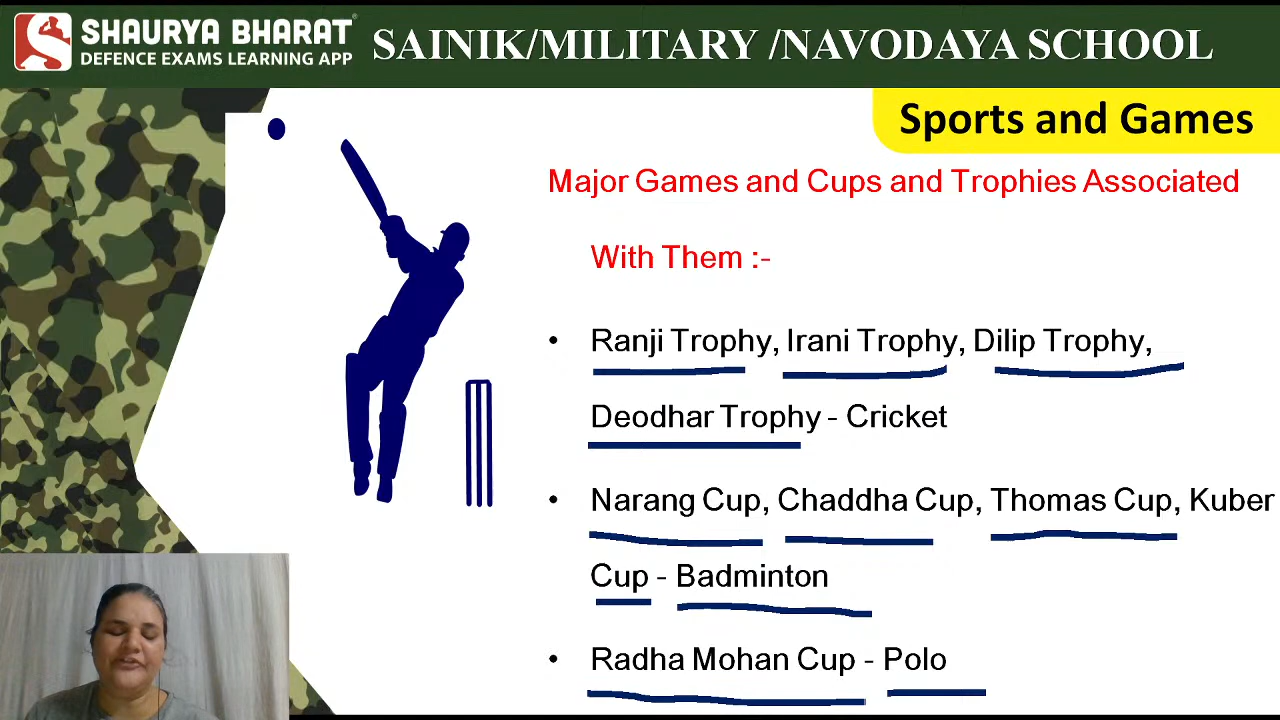 SHAURYA BHARAT®
DEFENCE EXAMS LEARNING APP
SAINIK/MILITARY /NAVODAYA SCHOOL
Sports and Games
Major Games and Cups and Trophies Associated
With Them :-
• Ranji Trophy, Irani Trophy, Dilip Trophy,
Deodhar Trophy - Cricket
• Narang Cup, Chaddha Cup, Thomas Cup, Kuber
Cup - Badminton
• Radha Mohan Cup - Polo